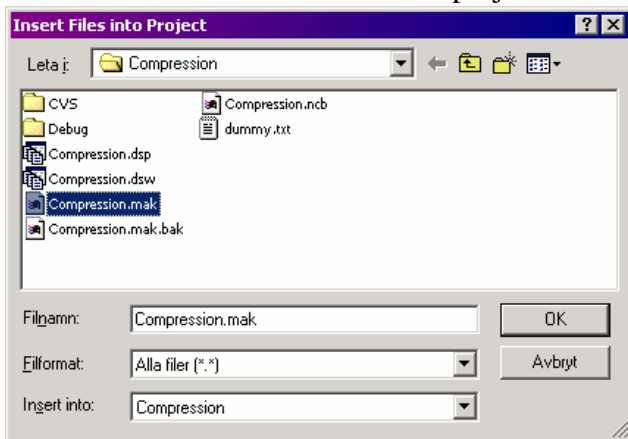 Insert Files into Project
Leta i: Compression
CVS
Debug
Compression.dsp
Compression.dsw
Compression.mak
Compression.mak.bak
Compression.ncb
dummy.txt
Filnamn: Compression.mak OK
Filformat: Alla filer (*.*) Avbryt
Insert into: Compression